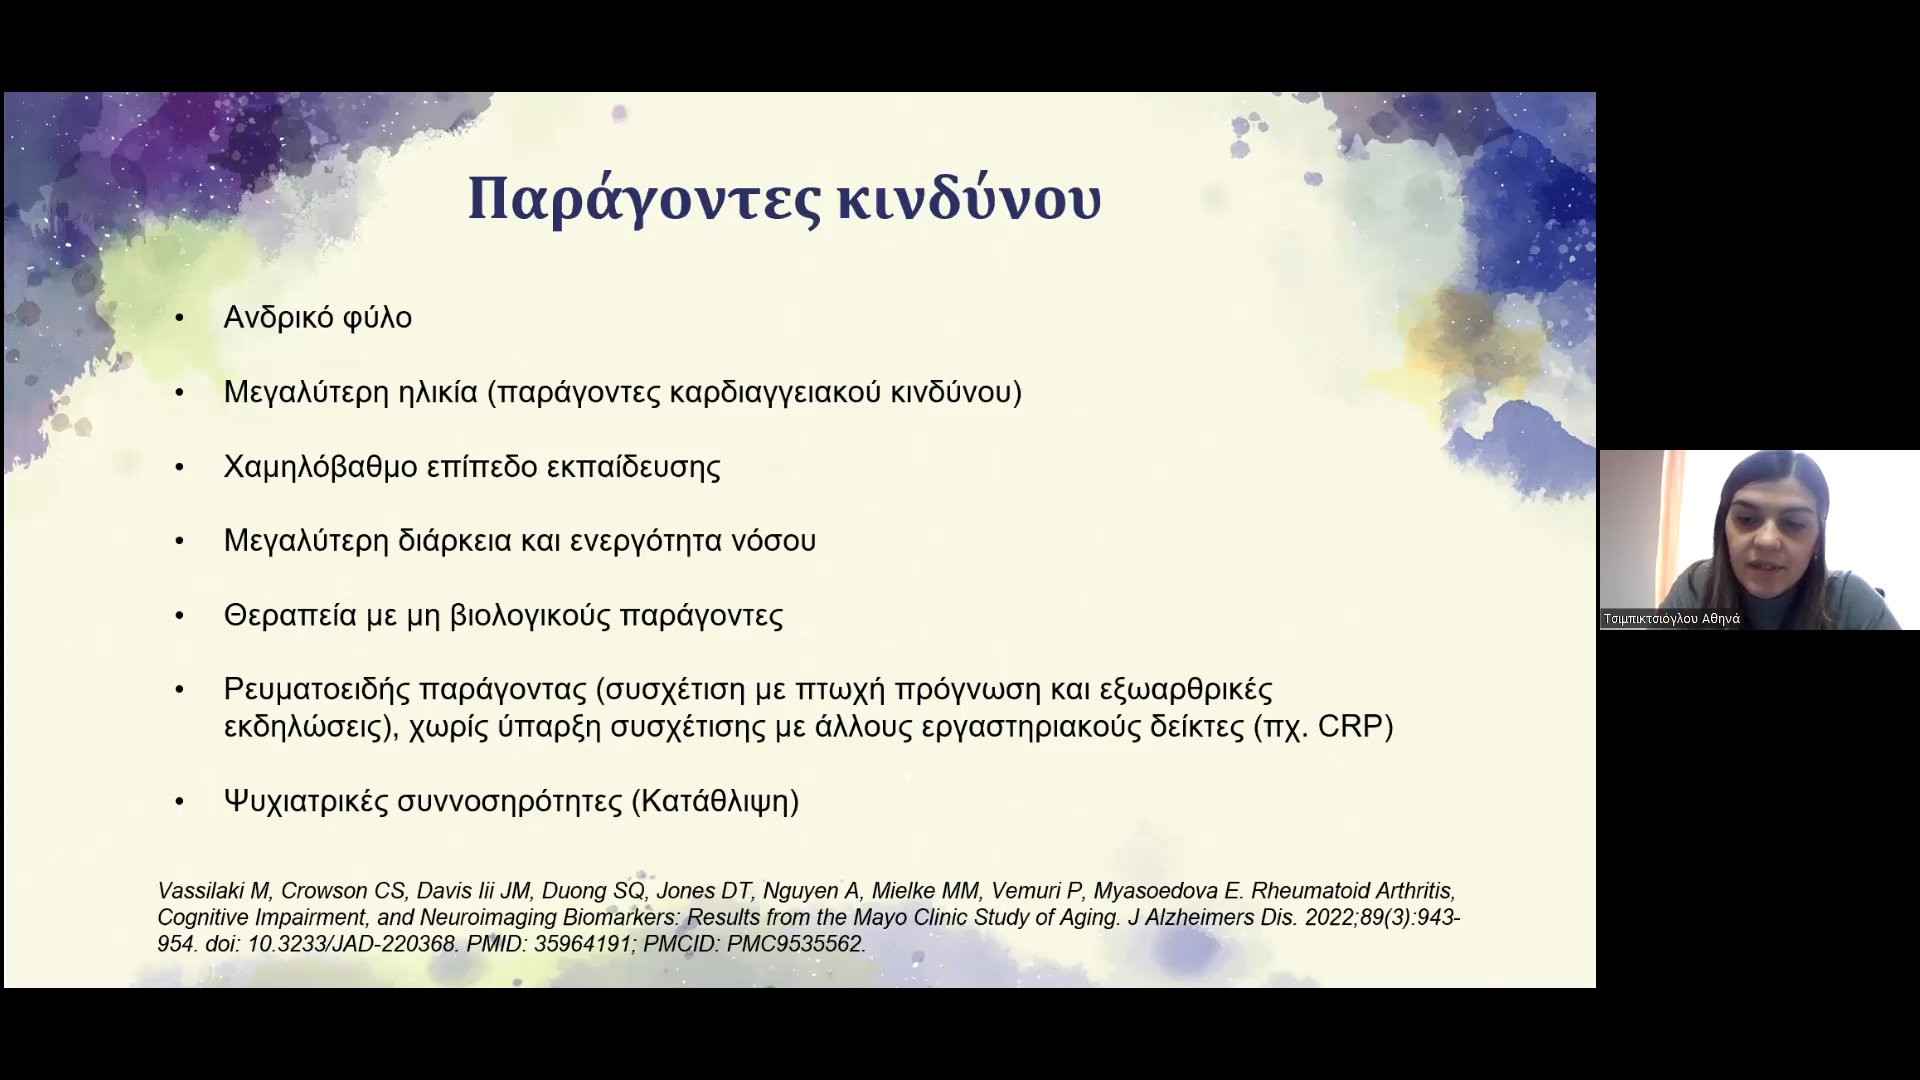 Παράγοντες κινδύνου
• Ανδρικό φύλο
• Μεγαλύτερη ηλικία (παράγοντες καρδιαγγειακού κινδύνου)
• Χαμηλόβαθμο επίπεδο εκπαίδευσης
• Μεγαλύτερη διάρκεια και ενεργότητα νόσου
• Θεραπεία με μη βιολογικούς παράγοντες
• Ρευματοειδής παράγοντας (συσχέτιση με πτωχή πρόγνωση και εξωαρθρικές
εκδηλώσεις), χωρίς ύπαρξη συσχέτισης με άλλους εργαστηριακούς δείκτες (πχ. CRP)
• Ψυχιατρικές συννοσηρότητες (Κατάθλιψη)
Vassilaki M, Crowson CS, Davis Iii JM, Duong SQ, Jones DT, Nguyen A, Mielke MM, Vemuri P, Myasoedova E. Rheumatoid Arthritis,
Cognitive Impairment, and Neuroimaging Biomarkers: Results from the Mayo Clinic Study of Aging. J Alzheimers Dis. 2022;89(3):943-
954. doi: 10.3233/JAD-220368. PMID: 35964191; PMCID: PMC9535562.
Τσιμπικτσιόγλου Αθηνά